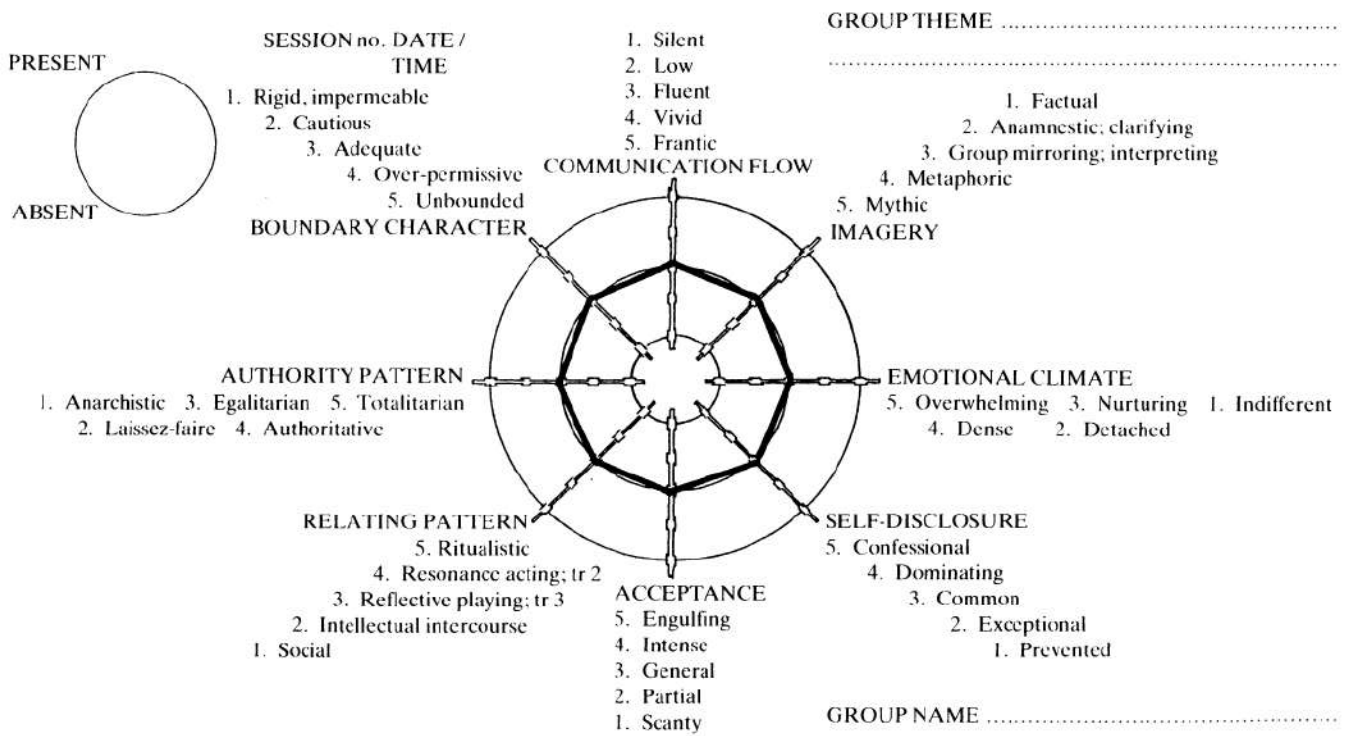 GROUP THEME ..........
PRESENT
ABSENT
SESSION no. DATE /
TIME
1. Rigid, impermeable
2. Cautious
3. Adequate
4. Over-permissive
5. Unbounded
BOUNDARY CHARACTER
1. Silent
2. Low
3. Fluent
4. Vivid
5. Frantic
COMMUNICATION FLOW
1. Factual
2. Anamnestic; clarifying
3. Group mirroring; interpreting
4. Metaphoric
5. Mythic
IMAGERY
AUTHORITY PATTERN
1. Anarchistic 3. Egalitarian 5. Totalitarian
2. Laissez-faire 4. Authoritative
EMOTIONAL CLIMATE
5. Overwhelming 3. Nurturing 1. Indifferent
4. Dense 2. Detached
RELATING PATTERN
5. Ritualistic
4. Resonance acting; tr 2
3. Reflective playing; tr 3
2. Intellectual intercourse
1. Social
ACCEPTANCE
5. Engulfing
4. Intense
3. General
2. Partial
1. Scanty
SELF-DISCLOSURE
5. Confessional
4. Dominating
3. Common
2. Exceptional
1. Prevented
GROUP NAME ..........